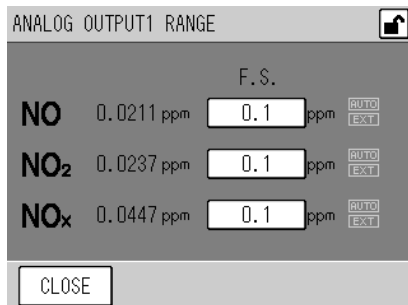 ANALOG OUTPUT1 RANGE
F.S.
NO 0.0211 ppm 0.1 ppm AUTO EXT
NO₂ 0.0237 ppm 0.1 ppm AUTO EXT
NOx 0.0447 ppm 0.1 ppm AUTO EXT
CLOSE